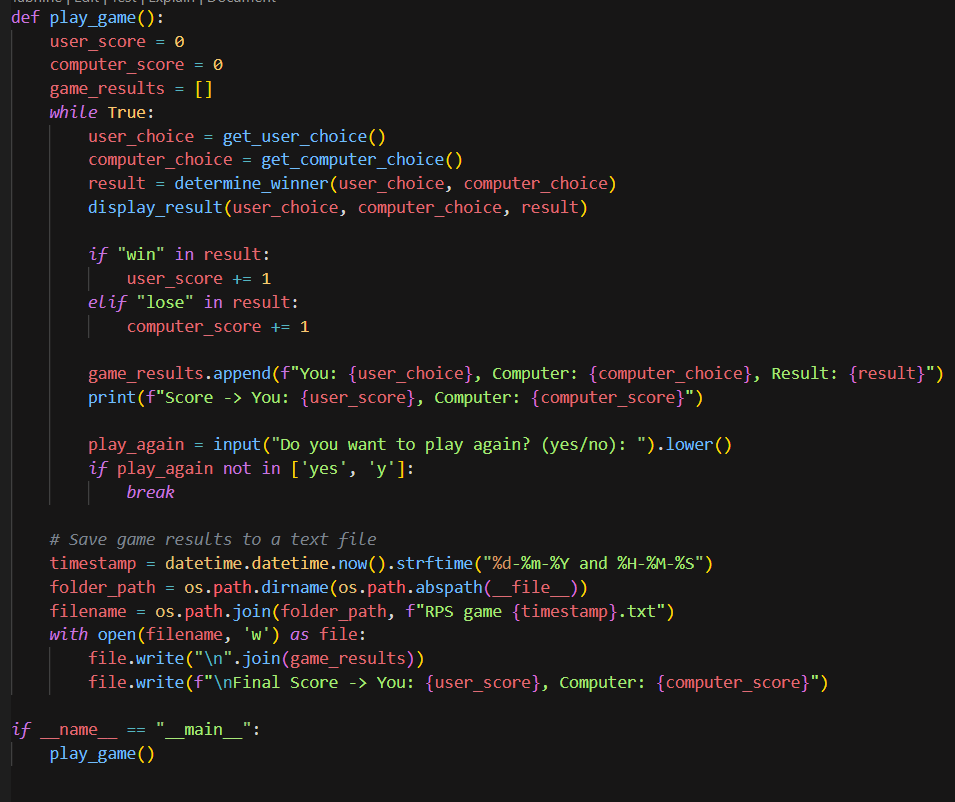 Edit | Test | Explain | Document
def play_game():
    user_score = 0
    computer_score = 0
    game_results = []
    while True:
        user_choice = get_user_choice()
        computer_choice = get_computer_choice()
        result = determine_winner(user_choice, computer_choice)
        display_result(user_choice, computer_choice, result)

        if "win" in result:
            user_score += 1
        elif "lose" in result:
            computer_score += 1

        game_results.append(f"You: {user_choice}, Computer: {computer_choice}, Result: {result}")
        print(f"Score -> You: {user_score}, Computer: {computer_score}")

        play_again = input("Do you want to play again? (yes/no): ").lower()
        if play_again not in ['yes', 'y']:
            break

    # Save game results to a text file
    timestamp = datetime.datetime.now().strftime("%d-%m-%Y and %H-%M-%S")
    folder_path = os.path.dirname(os.path.abspath(__file__))
    filename = os.path.join(folder_path, f"RPS game {timestamp}.txt")
    with open(filename, 'w') as file:
        file.write("\n".join(game_results))
        file.write(f"\nFinal Score -> You: {user_score}, Computer: {computer_score}")

if __name__ == "__main__":
    play_game()